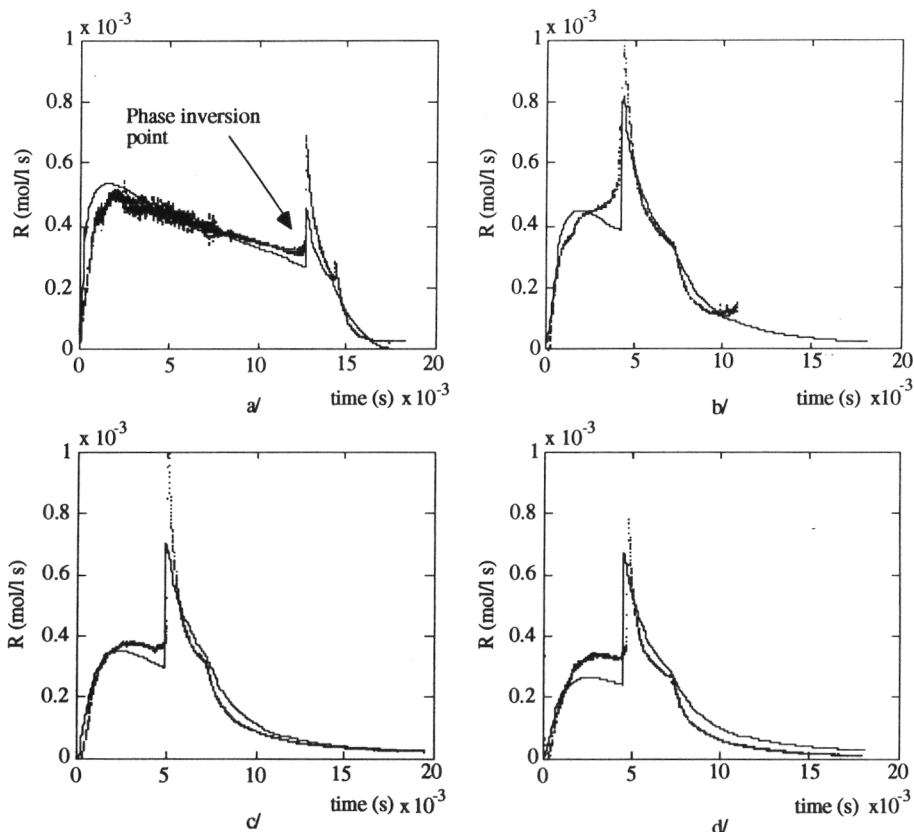 x 10⁻³
1
0.8
0.6
0.4
0.2
0
R (mol/l s)
Phase inversion
point
0 5 10 15 20
time (s) x 10⁻³
a/
x 10⁻³
1
0.8
0.6
0.4
0.2
0
R (mol/l s)
0 5 10 15 20
time (s) x10⁻³
b/
x 10⁻³
1
0.8
0.6
0.4
0.2
0
R (mol/l s)
0 5 10 15 20
time (s) x 10⁻³
c/
x 10⁻³
1
0.8
0.6
0.4
0.2
0
R (mol/l s)
0 5 10 15 20
time (s) x 10⁻³
d/